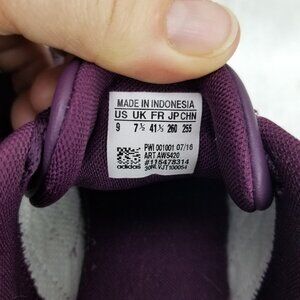 MADE IN INDONESIA
US UK FR JP CHN
9 7½ 41⅓ 260 255
PWI 001001 07/16
ART AW5420
#115478314
adidas